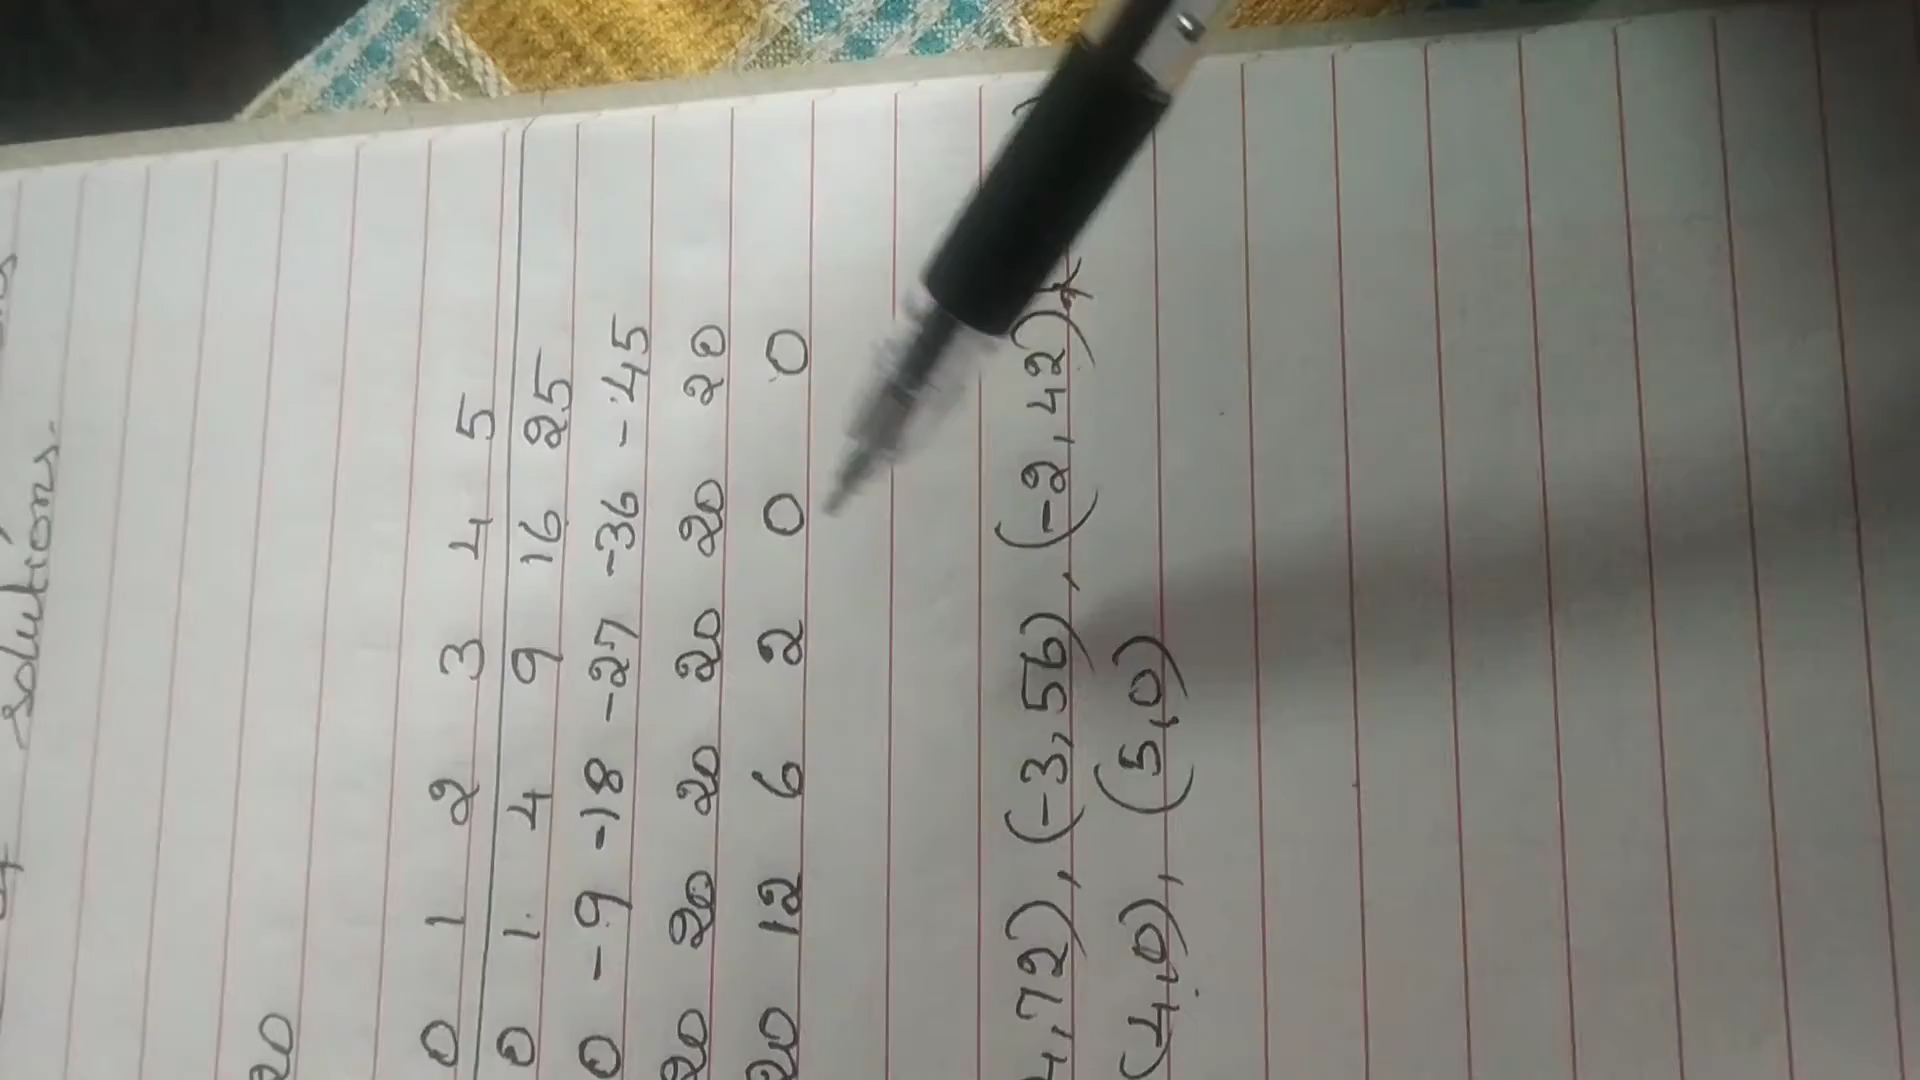 solutions.
20
0 1 2 3 4 5
0 1 4 9 16 25
0 -9 -18 -27 -36 -45
20 20 20 20 20 20
20 12 6 2 0 0
4,72), (-3,56), (-2,42),
(4,0), (5,0)